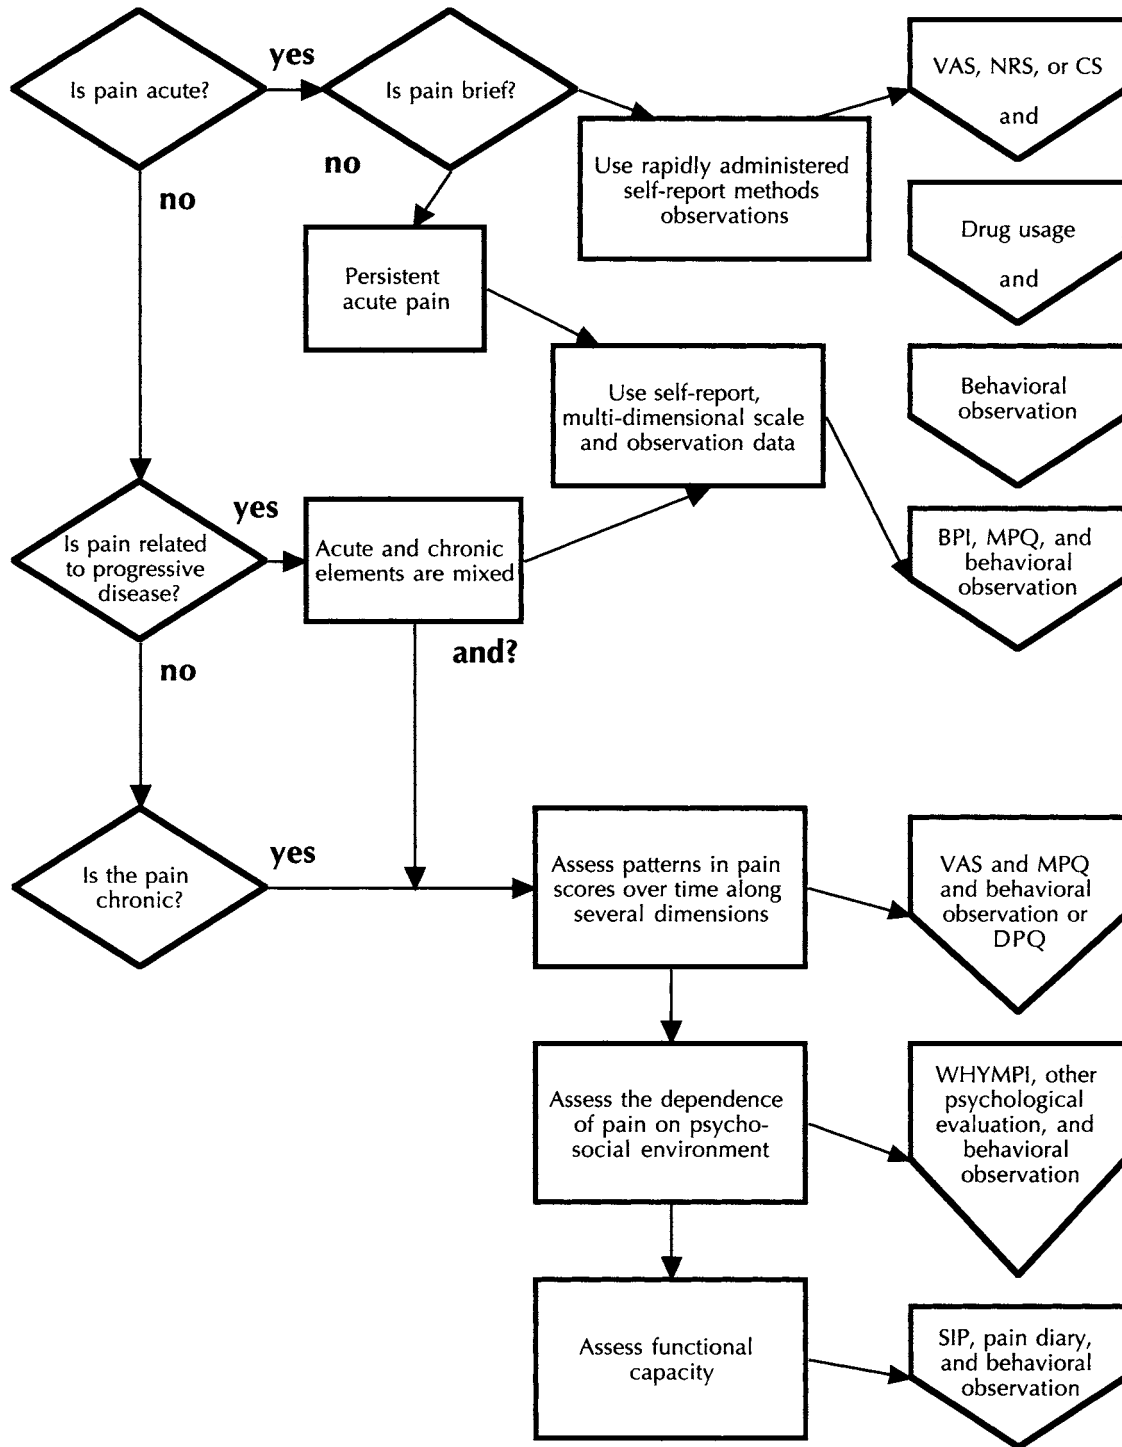 yes
Is pain acute?
Is pain brief?
VAS, NRS, or CS
and
no
no
Use rapidly administered
self-report methods
observations
Persistent
acute pain
Drug usage
and
Use self-report,
multi-dimensional scale
and observation data
Behavioral
observation
yes
Is pain related
to progressive
disease?
Acute and chronic
elements are mixed
BPI, MPQ, and
behavioral
observation
no
and?
Is the pain
chronic?
yes
Assess patterns in pain
scores over time along
several dimensions
VAS and MPQ
and behavioral
observation or
DPQ
Assess the dependence
of pain on psycho-
social environment
WHYMPI, other
psychological
evaluation, and
behavioral
observation
Assess functional
capacity
SIP, pain diary,
and behavioral
observation